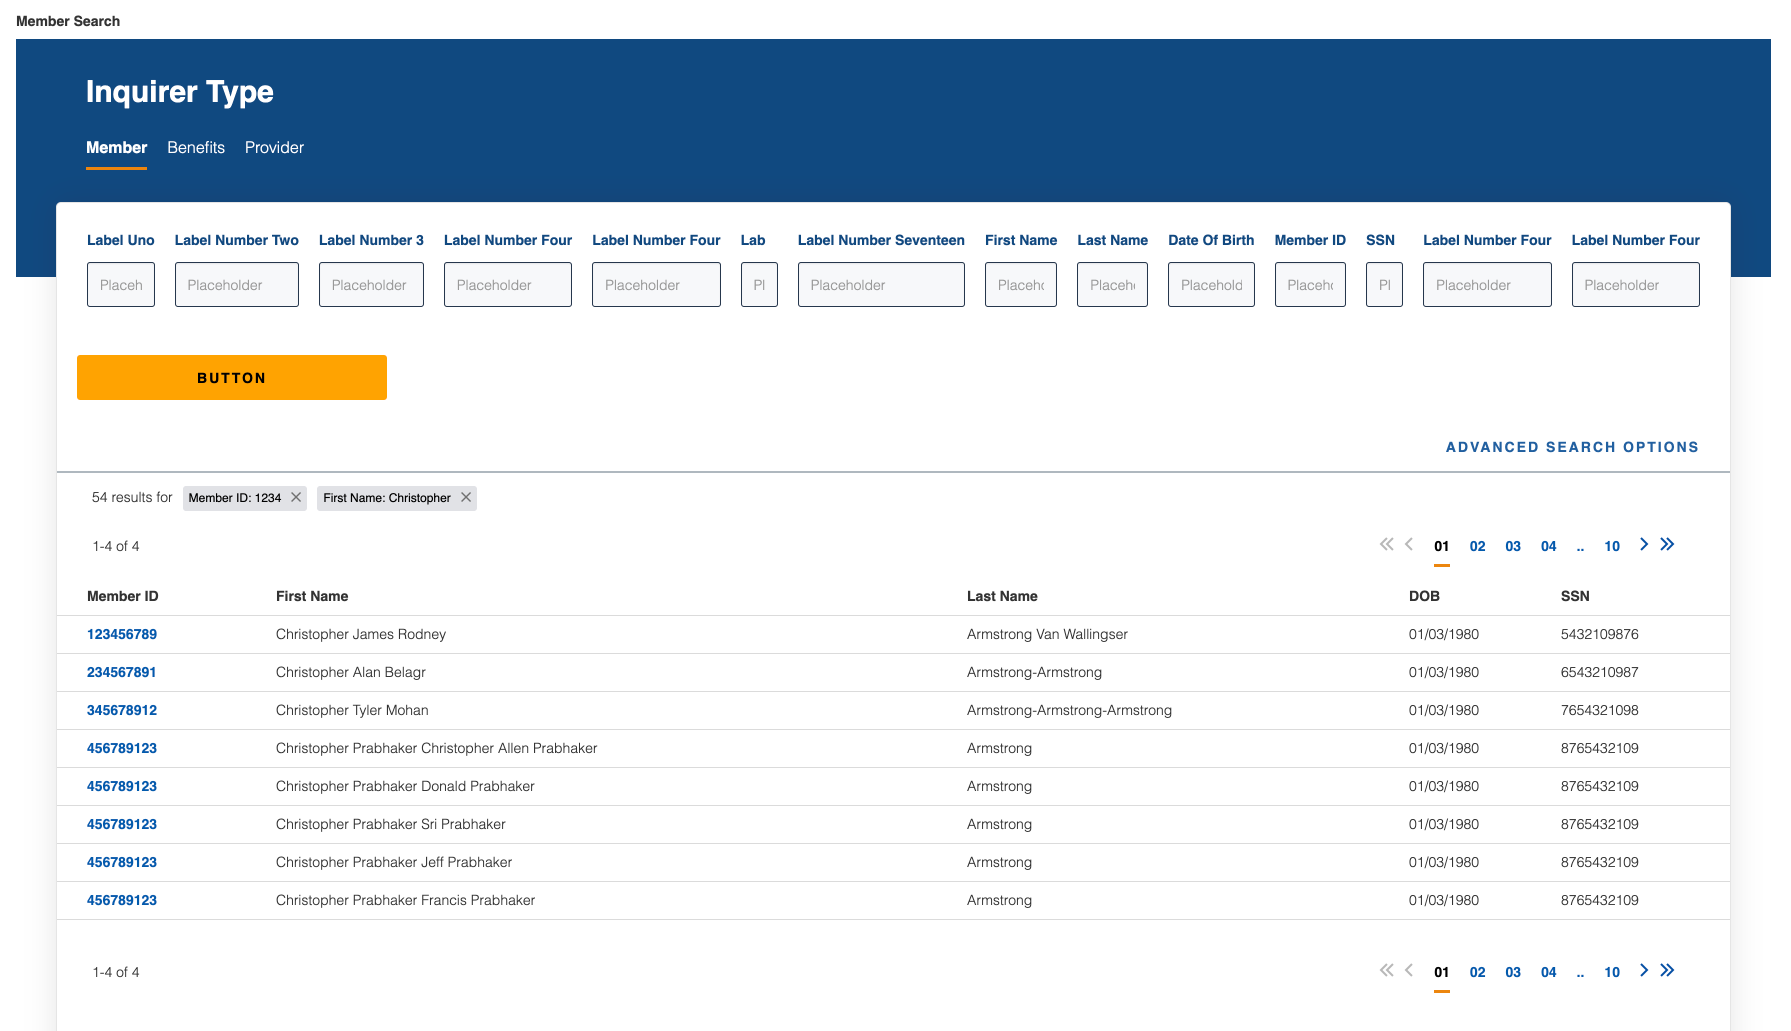 Member Search
Inquirer Type
Member Benefits Provider
Label Uno Label Number Two Label Number 3 Label Number Four Label Number Four Lab Label Number Seventeen First Name Last Name Date Of Birth Member ID SSN Label Number Four Label Number Four
Placeh Placeholder Placeholder Placeholder Placeholder Pl Placeholder Placeho Placeh Placehold Placeho Pl Placeholder Placeholder
BUTTON
ADVANCED SEARCH OPTIONS
54 results for Member ID: 1234 First Name: Christopher
1-4 of 4 01 02 03 04 .. 10
Member ID First Name Last Name DOB SSN
123456789 Christopher James Rodney Armstrong Van Wallingser 01/03/1980 5432109876
234567891 Christopher Alan Belagr Armstrong-Armstrong 01/03/1980 6543210987
345678912 Christopher Tyler Mohan Armstrong-Armstrong-Armstrong 01/03/1980 7654321098
456789123 Christopher Prabhaker Christopher Allen Prabhaker Armstrong 01/03/1980 8765432109
456789123 Christopher Prabhaker Donald Prabhaker Armstrong 01/03/1980 8765432109
456789123 Christopher Prabhaker Sri Prabhaker Armstrong 01/03/1980 8765432109
456789123 Christopher Prabhaker Jeff Prabhaker Armstrong 01/03/1980 8765432109
456789123 Christopher Prabhaker Francis Prabhaker Armstrong 01/03/1980 8765432109
1-4 of 4 01 02 03 04 .. 10